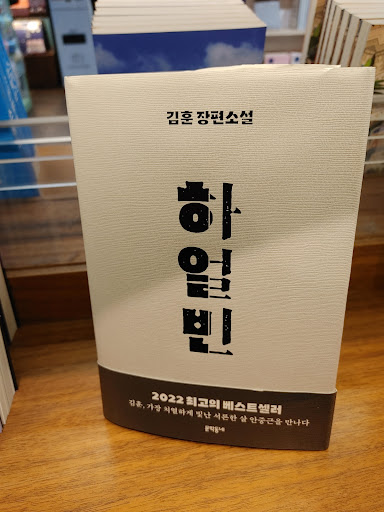 김훈 장편소설
하
얼
빈
2022 최고의 베스트셀러
김훈, 가장 치열하게 빛난 서른한 살 안중근을 만나다
문학동네